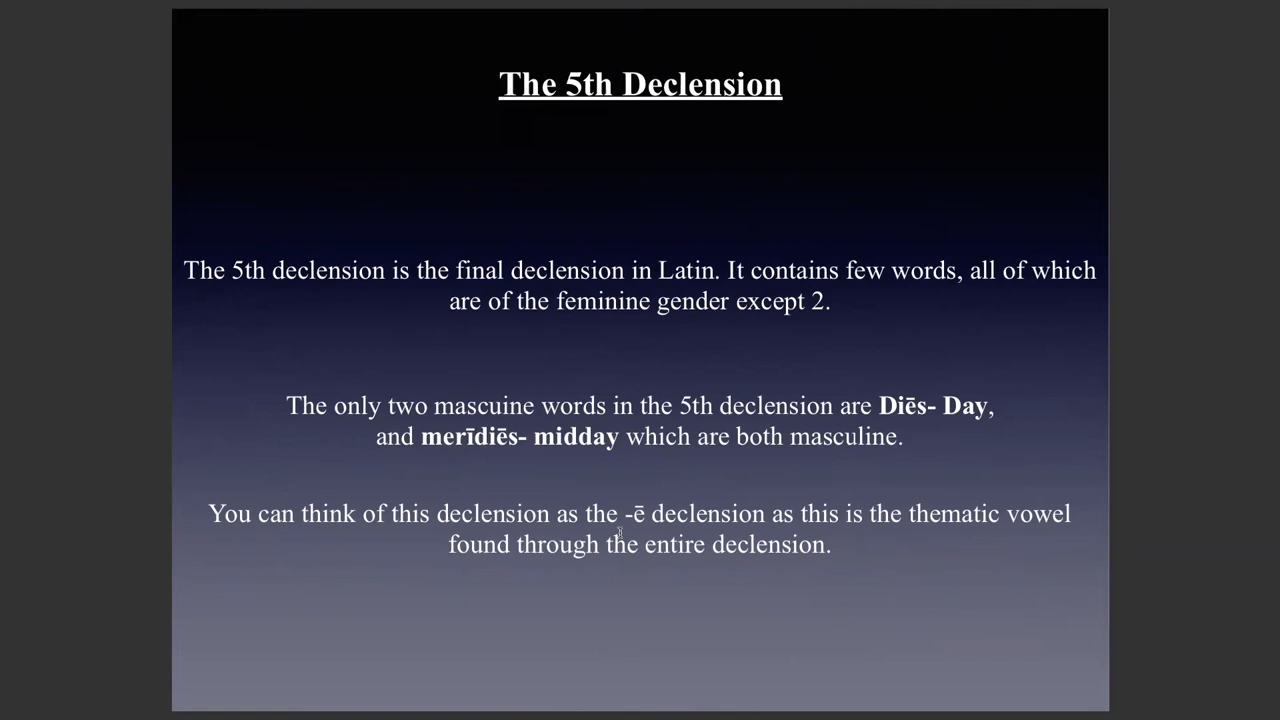 The 5th Declension
The 5th declension is the final declension in Latin. It contains few words, all of which
are of the feminine gender except 2.
The only two mascuine words in the 5th declension are Diēs- Day,
and merīdiēs- midday which are both masculine.
You can think of this declension as the -ē declension as this is the thematic vowel
found through the entire declension.